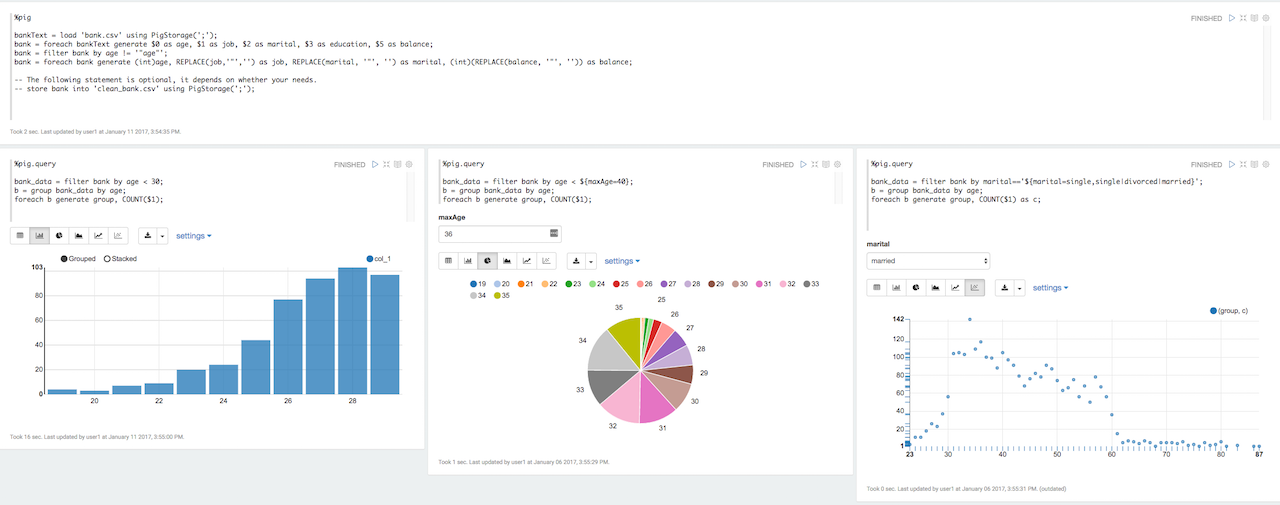 %pig
FINISHED
bankText = load 'bank.csv' using PigStorage(';');
bank = foreach bankText generate $0 as age, $1 as job, $2 as marital, $3 as education, $5 as balance;
bank = filter bank by age != '"age"';
bank = foreach bank generate (int)age, REPLACE(job,'"','') as job, REPLACE(marital, '"', '') as marital, (int)(REPLACE(balance, '"', '')) as balance;
-- The following statement is optional, it depends on whether your needs.
-- store bank into 'clean_bank.csv' using PigStorage(';');
Took 2 sec. Last updated by user1 at January 11 2017, 3:54:35 PM.
%pig.query
FINISHED
bank_data = filter bank by age < 30;
b = group bank_data by age;
foreach b generate group, COUNT($1);
settings
Grouped Stacked col_1
103
80
60
40
20
0
20 22 24 26 28
Took 16 sec. Last updated by user1 at January 11 2017, 3:55:00 PM.
%pig.query
FINISHED
bank_data = filter bank by age < ${maxAge=40};
b = group bank_data by age;
foreach b generate group, COUNT($1);
maxAge
36
settings
19 20 21 22 23 24 25 26 27 28 29 30 31 32 33
34 35
25
26
27
28
29
30
31
32
33
34
35
Took 1 sec. Last updated by user1 at January 06 2017, 3:55:29 PM.
%pig.query
FINISHED
bank_data = filter bank by marital=='${marital=single,single|divorced|married}';
b = group bank_data by age;
foreach b generate group, COUNT($1) as c;
marital
married
settings
(group, c)
142
120
100
80
60
40
20
1
23 30 40 50 60 70 80 87
Took 0 sec. Last updated by user1 at January 06 2017, 3:55:31 PM. (outdated)